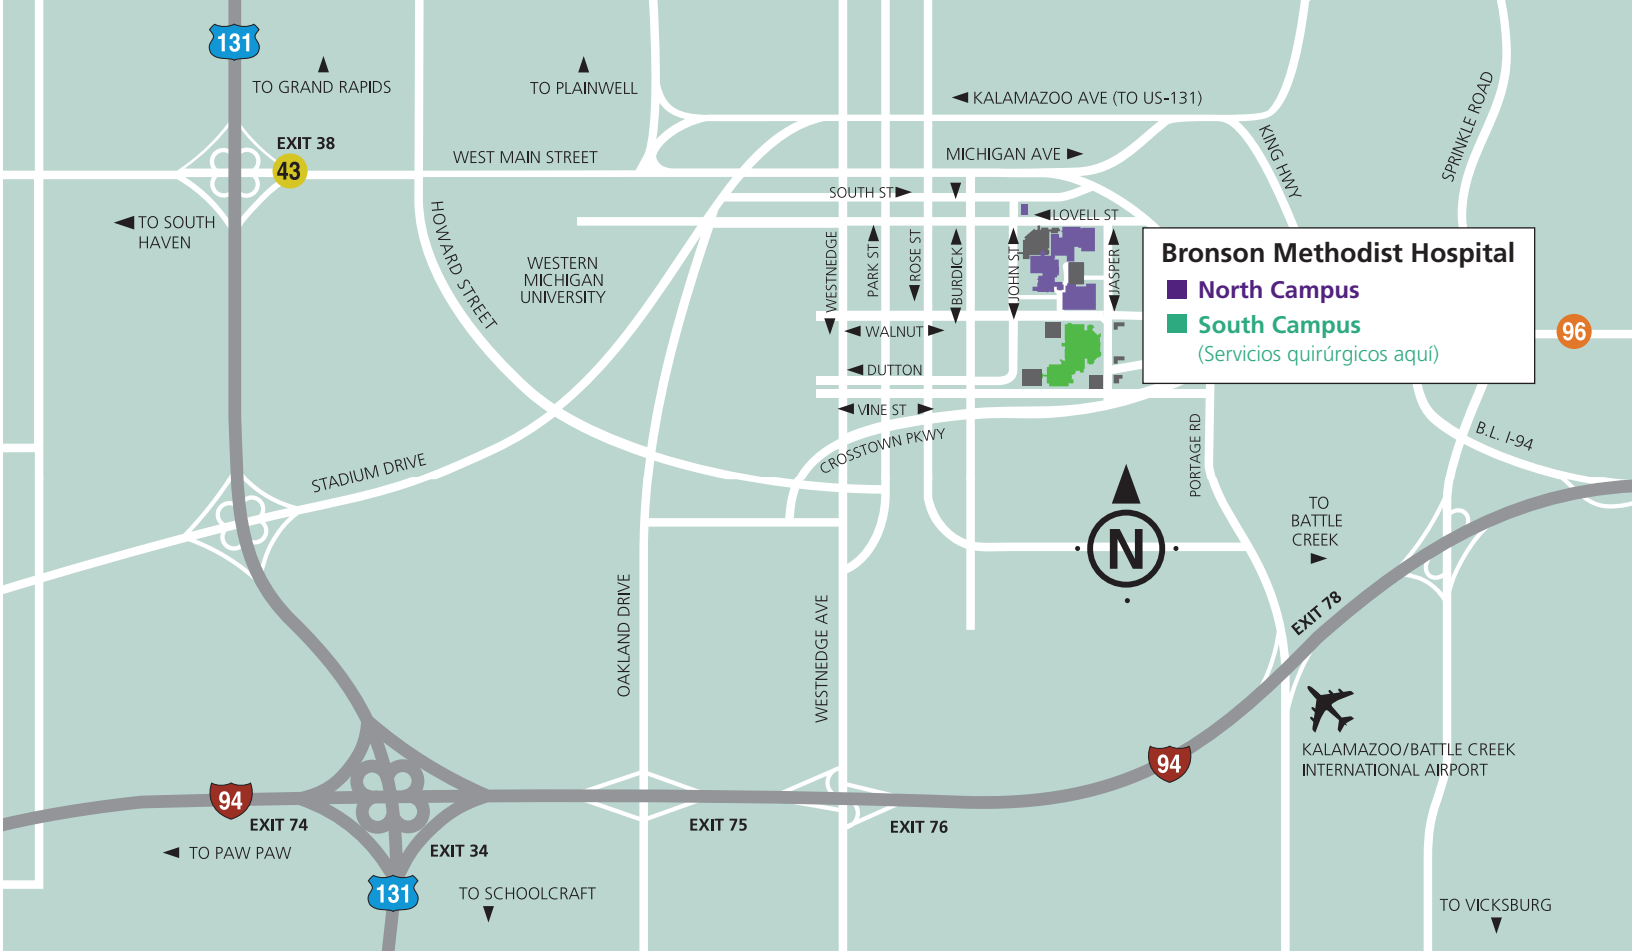 131
TO GRAND RAPIDS
TO PLAINWELL
KALAMAZOO AVE (TO US-131)
SPRINKLE ROAD
EXIT 38
43
WEST MAIN STREET
MICHIGAN AVE
KING HWY
SOUTH ST
LOVELL ST
TO SOUTH
HAVEN
HOWARD STREET
WESTERN
MICHIGAN
UNIVERSITY
WESTNEDGE
PARK ST
ROSE ST
BURDICK
JOHN ST
JASPER
Bronson Methodist Hospital
North Campus
South Campus
(Servicios quirúrgicos aquí)
96
WALNUT
DUTTON
VINE ST
CROSSTOWN PKWY
PORTAGE RD
B.L. I-94
STADIUM DRIVE
N
TO
BATTLE
CREEK
OAKLAND DRIVE
WESTNEDGE AVE
EXIT 78
KALAMAZOO/BATTLE CREEK
INTERNATIONAL AIRPORT
94
94
EXIT 74
EXIT 75
EXIT 76
TO PAW PAW
EXIT 34
131
TO SCHOOLCRAFT
TO VICKSBURG